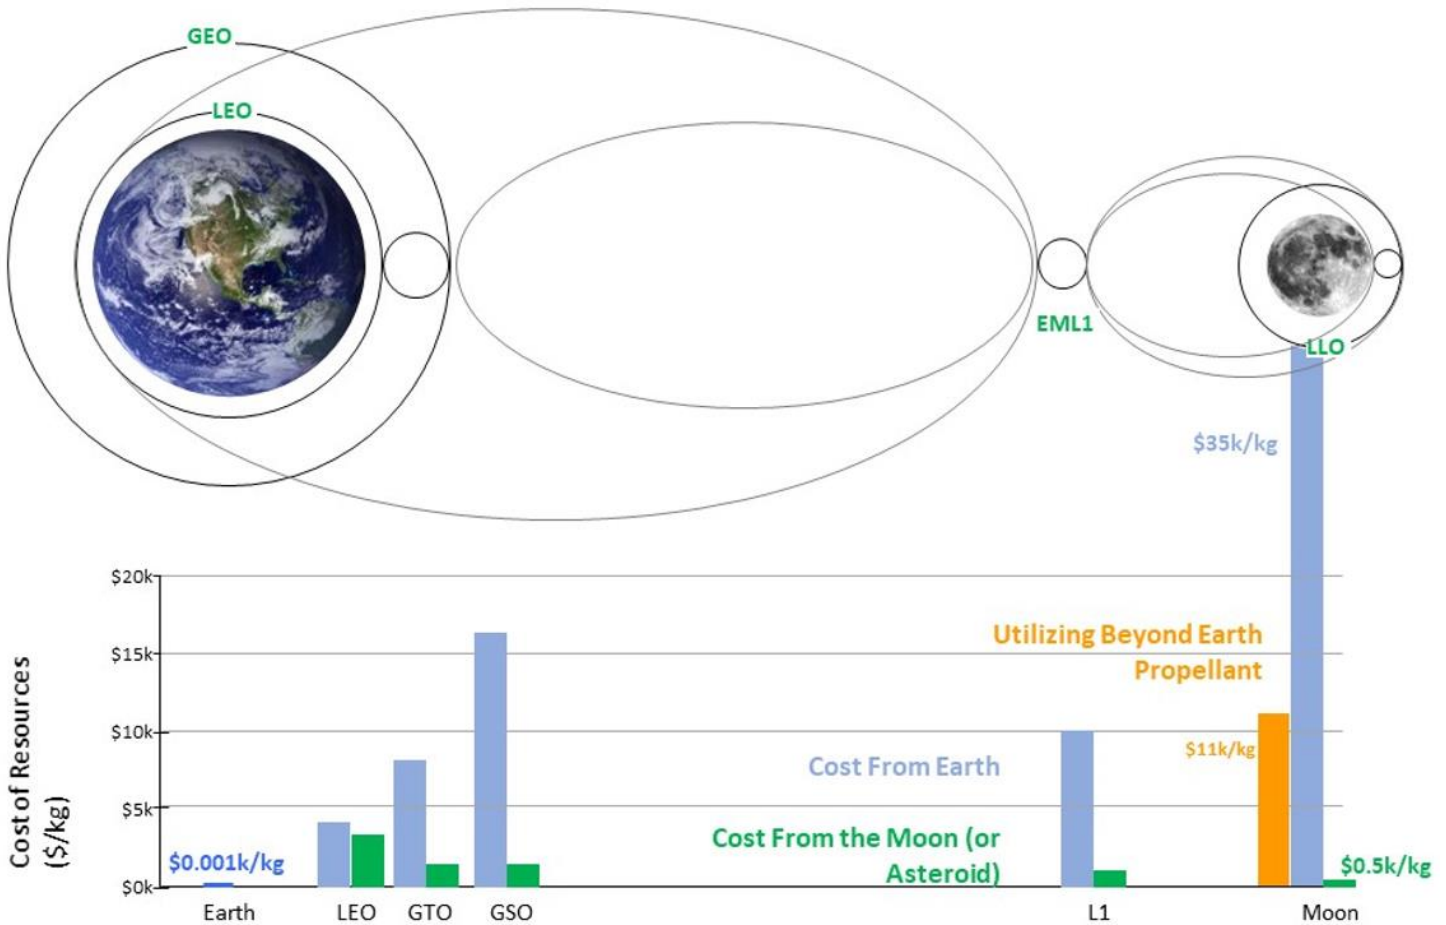 GEO
LEO
EML1
LLO
$35k/kg
$20k
$15k
$10k
$5k
$0k
Cost of Resources
($/kg)
Utilizing Beyond Earth
Propellant
$11k/kg
Cost From Earth
Cost From the Moon (or
Asteroid)
$0.001k/kg
$0.5k/kg
Earth
LEO
GTO
GSO
L1
Moon